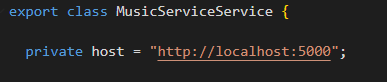 export class MusicServiceService {
private host = "http://localhost:5000";